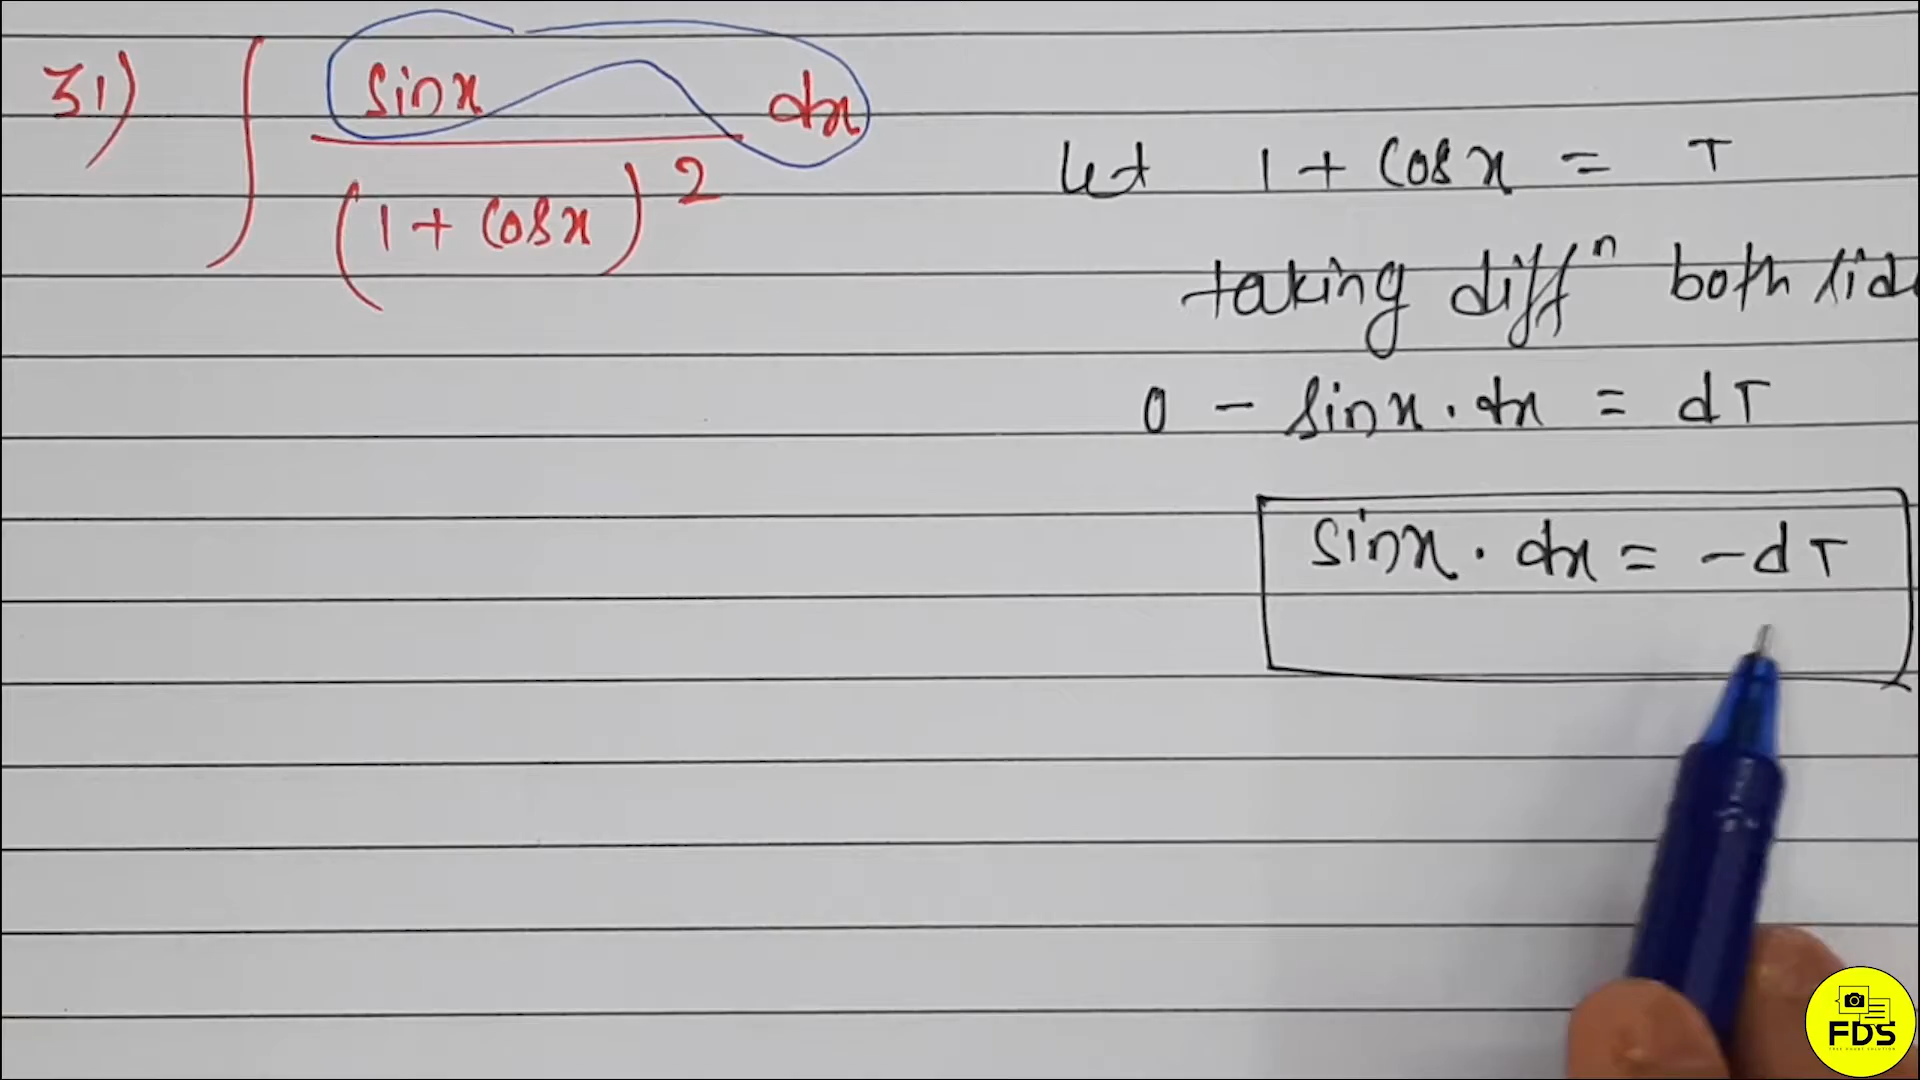 31) ∫ sinx dx
(1 + cosx)²
let 1 + cosx = T
taking diffⁿ both sid
0 - sinx . dx = dT
sinx . dx = -dT
FDS